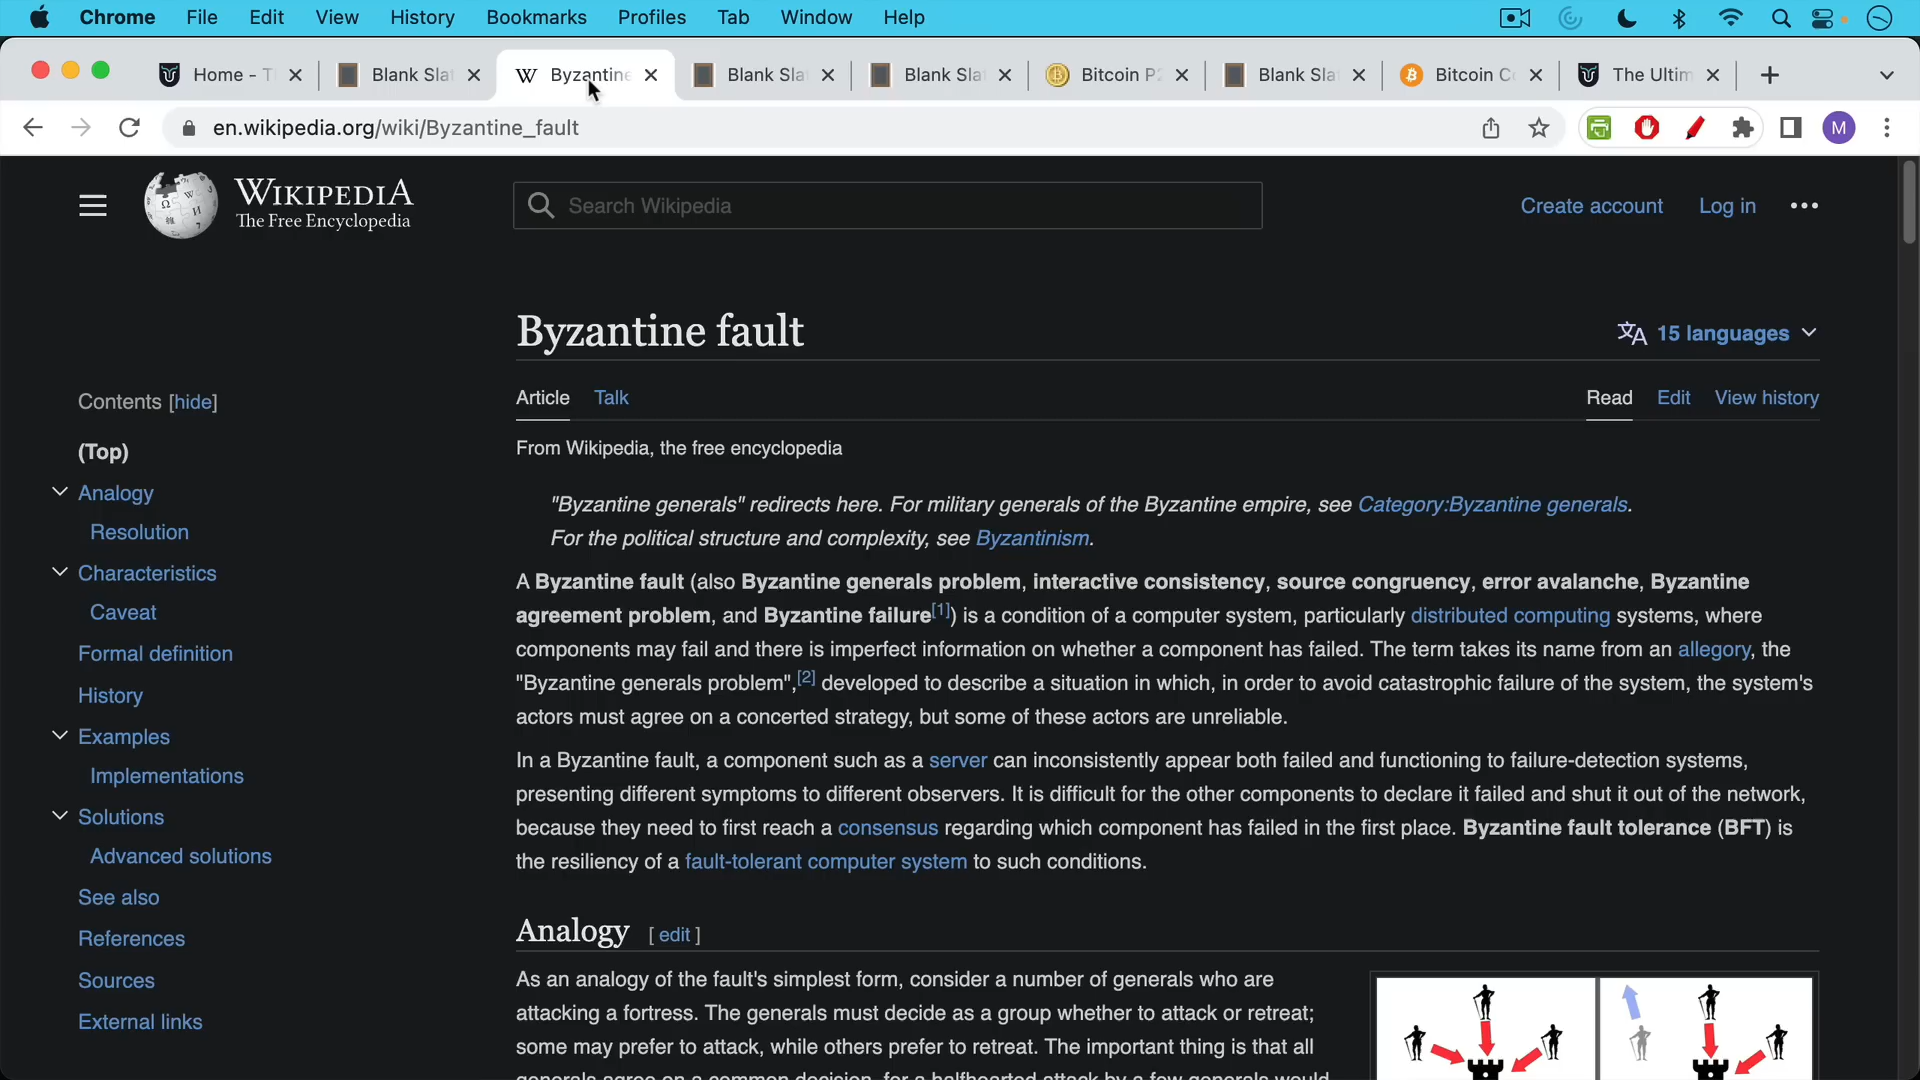 Chrome File Edit View History Bookmarks Profiles Tab Window Help
Home - T Blank Sla Byzantine Blank Sla Blank Sla Bitcoin P2 Blank Sla Bitcoin C The Ultim
en.wikipedia.org/wiki/Byzantine_fault
M
WIKIPEDIA
The Free Encyclopedia
Search Wikipedia
Create account Log in
Byzantine fault
15 languages
Contents [hide]
(Top)
Analogy
Resolution
Characteristics
Caveat
Formal definition
History
Examples
Implementations
Solutions
Advanced solutions
See also
References
Sources
External links
Article Talk
Read Edit View history
From Wikipedia, the free encyclopedia
"Byzantine generals" redirects here. For military generals of the Byzantine empire, see Category:Byzantine generals.
For the political structure and complexity, see Byzantinism.
A Byzantine fault (also Byzantine generals problem, interactive consistency, source congruency, error avalanche, Byzantine
agreement problem, and Byzantine failure[1]) is a condition of a computer system, particularly distributed computing systems, where
components may fail and there is imperfect information on whether a component has failed. The term takes its name from an allegory, the
"Byzantine generals problem",[2] developed to describe a situation in which, in order to avoid catastrophic failure of the system, the system's
actors must agree on a concerted strategy, but some of these actors are unreliable.
In a Byzantine fault, a component such as a server can inconsistently appear both failed and functioning to failure-detection systems,
presenting different symptoms to different observers. It is difficult for the other components to declare it failed and shut it out of the network,
because they need to first reach a consensus regarding which component has failed in the first place. Byzantine fault tolerance (BFT) is
the resiliency of a fault-tolerant computer system to such conditions.
Analogy [ edit ]
As an analogy of the fault's simplest form, consider a number of generals who are
attacking a fortress. The generals must decide as a group whether to attack or retreat;
some may prefer to attack, while others prefer to retreat. The important thing is that all
generals agree on a common decision, for a halfhearted attack by a few generals would